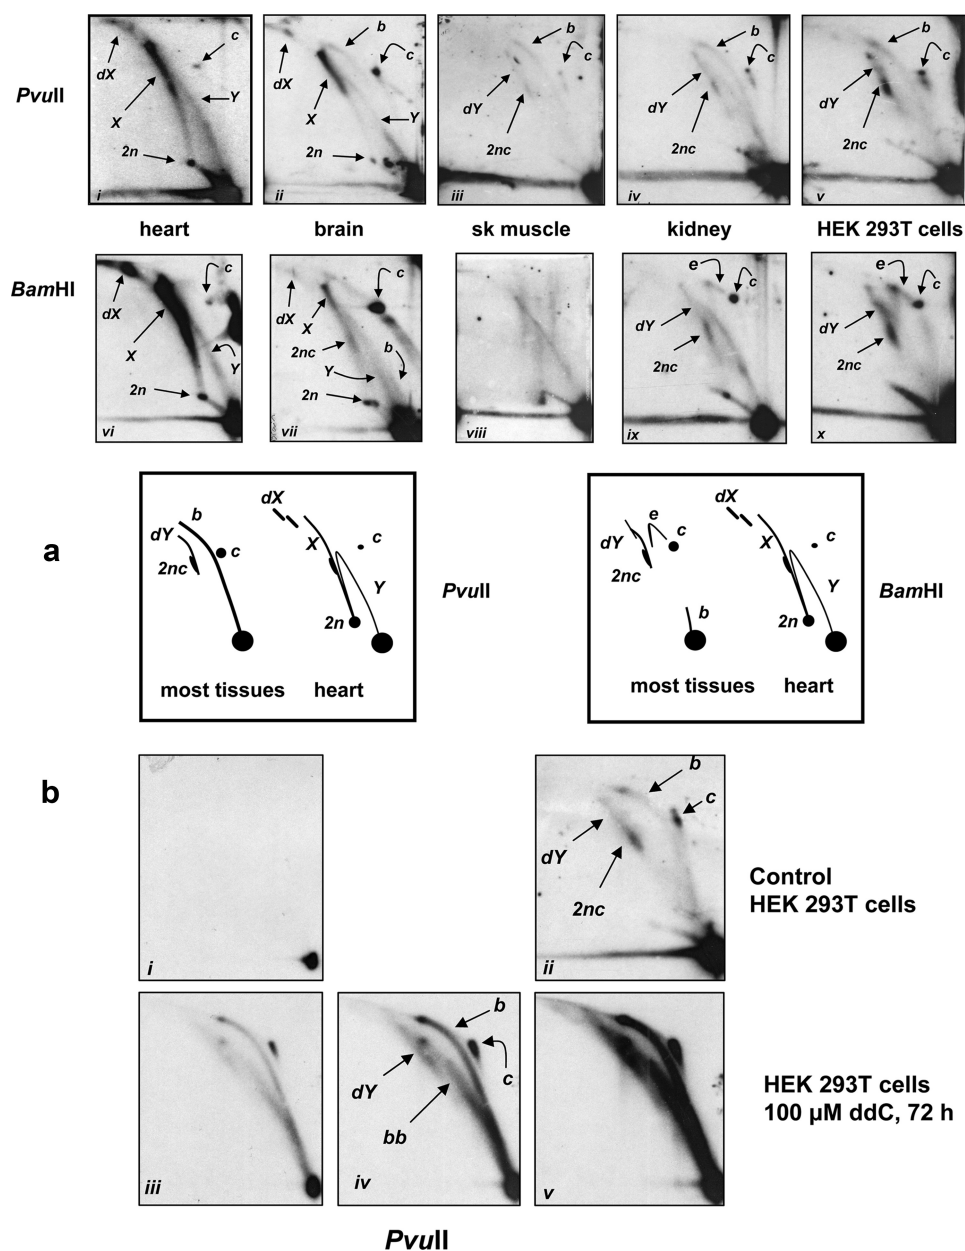 PvuII
dX
c
X
Y
2n
i
b
dX
c
X
Y
2n
ii
b
c
dY
2nc
iii
b
c
dY
2nc
iv
b
c
dY
2nc
v
heart
brain
sk muscle
kidney
HEK 293T cells
BamHI
c
dX
X
Y
2n
vi
c
dX
X
2nc
b
Y
2n
vii
viii
e
c
dY
2nc
ix
e
c
dY
2nc
x
a
b
dY
c
2nc
dX
X
c
Y
2n
most tissues
heart
PvuII
e
dY
c
2nc
b
dX
X
c
Y
2n
most tissues
heart
BamHI
b
i
b
c
dY
2nc
ii
Control
HEK 293T cells
iii
b
c
dY
bb
iv
v
HEK 293T cells
100 µM ddC, 72 h
PvuII